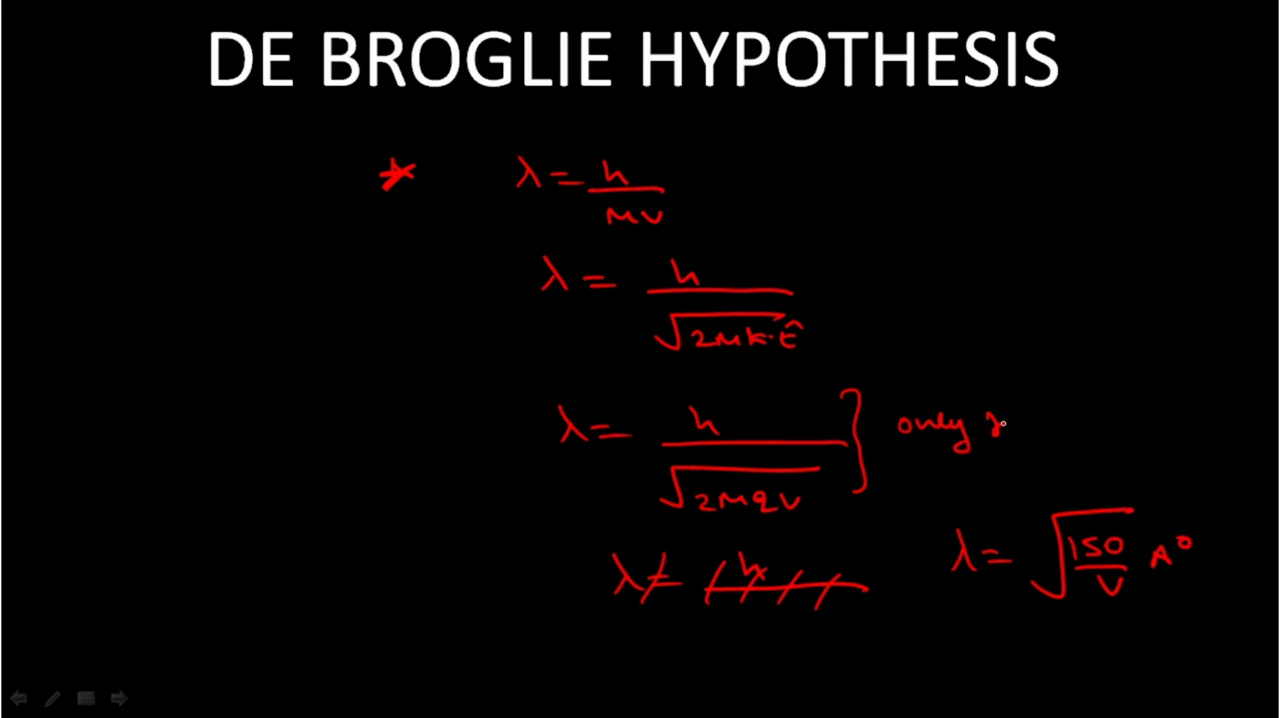 DE BROGLIE HYPOTHESIS
λ = h / MV
λ = h / √2MK.E
λ = h / √2MqV } only
λ = √150/V A°
λ = h